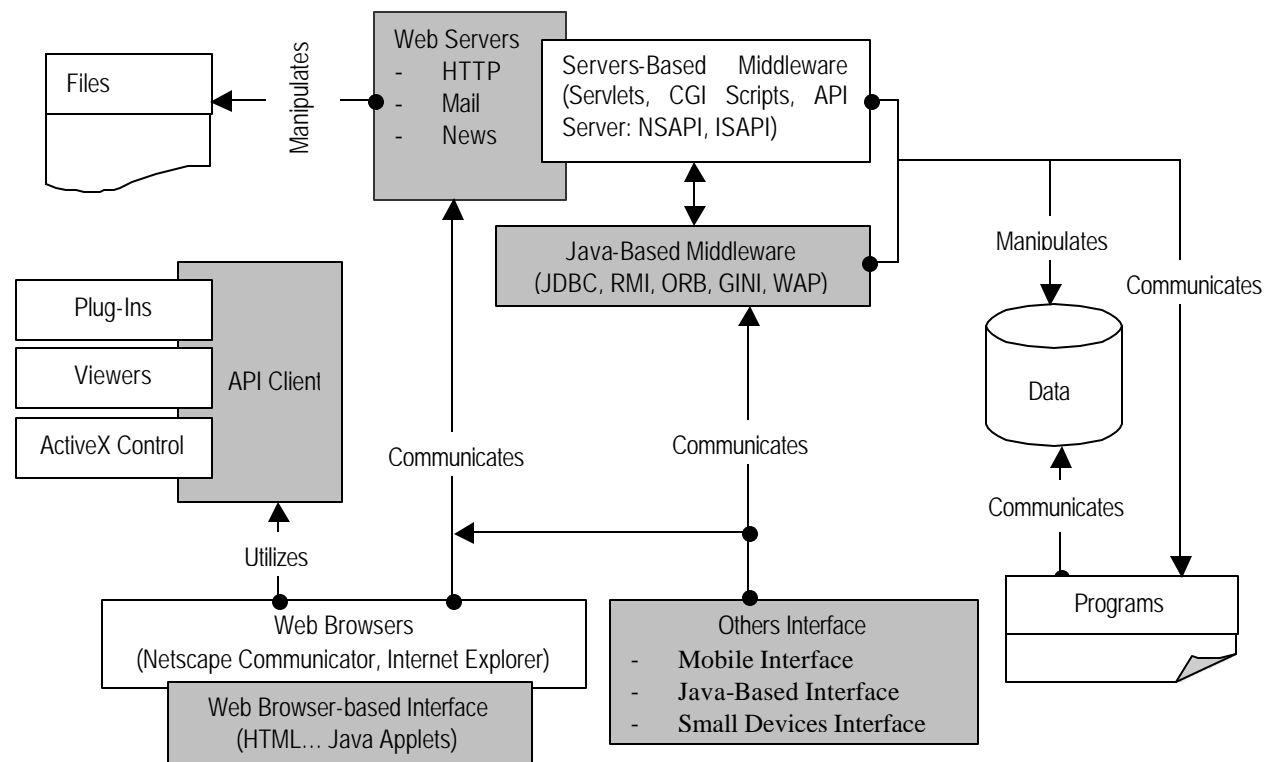 Web Servers
- HTTP
- Mail
- News
Servers-Based Middleware
(Servlets, CGI Scripts, API
Server: NSAPI, ISAPI)
Files
Manipulates
Java-Based Middleware
(JDBC, RMI, ORB, GINI, WAP)
Manipulates
Communicates
Plug-Ins
Viewers
ActiveX Control
API Client
Data
Communicates
Communicates
Communicates
Utilizes
Programs
Web Browsers
(Netscape Communicator, Internet Explorer)
Web Browser-based Interface
(HTML... Java Applets)
Others Interface
- Mobile Interface
- Java-Based Interface
- Small Devices Interface